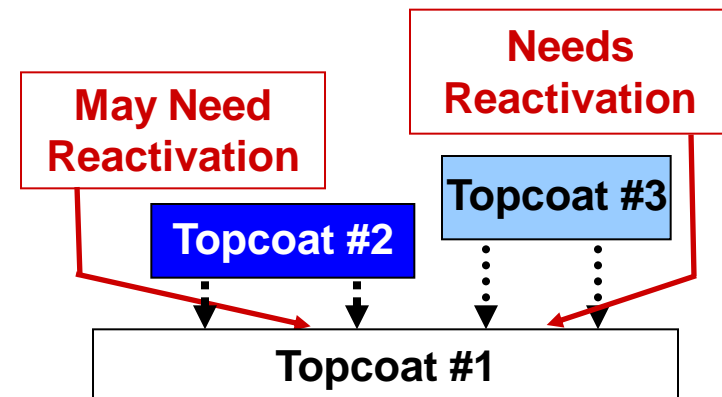 Needs
Reactivation
May Need
Reactivation
Topcoat #3
Topcoat #2
Topcoat #1